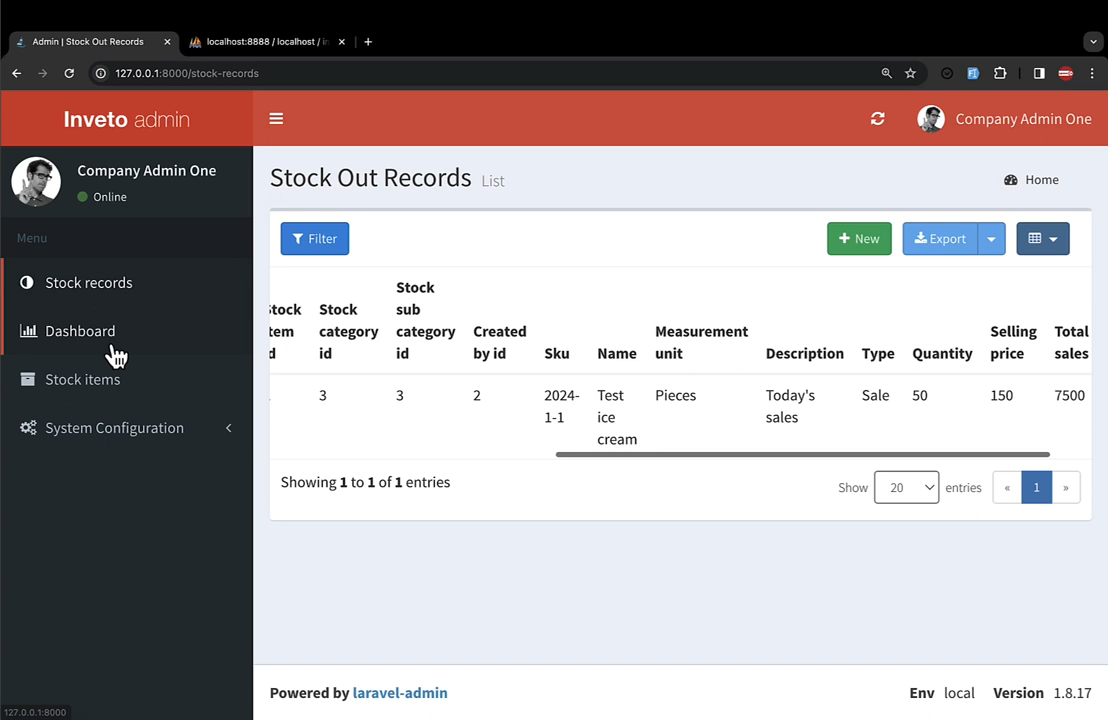 Admin | Stock Out Records
localhost:8888 / localhost / in
127.0.0.1:8000/stock-records
Inveto admin
Company Admin One
Company Admin One
Online
Menu
Stock records
Dashboard
Stock items
System Configuration
Stock Out Records List
Home
Filter
New
Export
Stock category id
Stock sub category id
Created by id
Sku
Name
Measurement unit
Description
Type
Quantity
Selling price
Total sales
3
3
2
2024-1-1
Test ice cream
Pieces
Today's sales
Sale
50
150
7500
Showing 1 to 1 of 1 entries
Show 20 entries
« 1 »
Powered by laravel-admin
Env local Version 1.8.17
127.0.0.1:8000